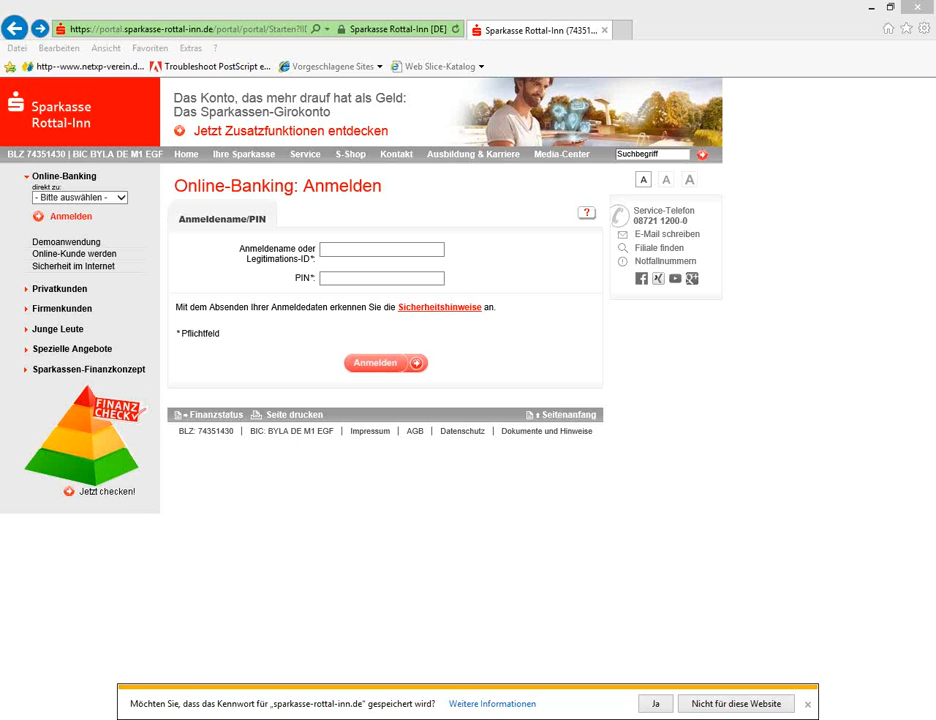 https://portal.sparkasse-rottal-inn.de/portal/portal/Starten?IID
Sparkasse Rottal-Inn [DE]
Sparkasse Rottal-Inn (74351...
Datei Bearbeiten Ansicht Favoriten Extras ?
http--www.netxp-verein.d... Troubleshoot PostScript e... Vorgeschlagene Sites Web Slice-Katalog
Sparkasse
Rottal-Inn
Das Konto, das mehr drauf hat als Geld:
Das Sparkassen-Girokonto
Jetzt Zusatzfunktionen entdecken
BLZ 74351430 | BIC BYLA DE M1 EGF Home Ihre Sparkasse Service S-Shop Kontakt Ausbildung & Karriere Media-Center Suchbegriff
Online-Banking
direkt zu:
- Bitte auswählen -
Anmelden
Demoanwendung
Online-Kunde werden
Sicherheit im Internet
Privatkunden
Firmenkunden
Junge Leute
Spezielle Angebote
Sparkassen-Finanzkonzept
FINANZ
CHECK
Jetzt checken!
Online-Banking: Anmelden
Anmeldename/PIN
?
Anmeldename oder
Legitimations-ID*:
PIN*:
Mit dem Absenden Ihrer Anmeldedaten erkennen Sie die Sicherheitshinweise an.
* Pflichtfeld
Anmelden
Finanzstatus Seite drucken Seitenanfang
BLZ: 74351430 | BIC: BYLA DE M1 EGF | Impressum | AGB | Datenschutz | Dokumente und Hinweise
A A A
Service-Telefon
08721 1200-0
E-Mail schreiben
Filiale finden
Notfallnummern
Möchten Sie, dass das Kennwort für „sparkasse-rottal-inn.de" gespeichert wird? Weitere Informationen Ja Nicht für diese Website